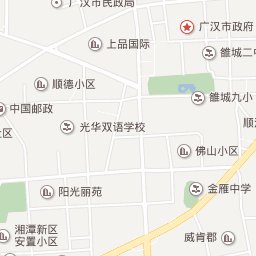 广汉市民政局
广汉市政府
上品国际
雒城二中
顺德小区
雒城九小
中国邮政
光华双语学校
顺
佛山小区
阳光丽苑
金雁中学
湘潭新区
安置小区
威肯郡